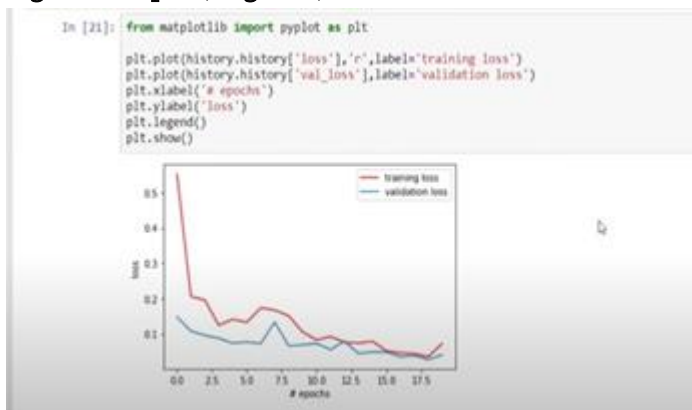 In [21]: from matplotlib import pyplot as plt
plt.plot(history.history['loss'],'r',label='training loss')
plt.plot(history.history['val_loss'],label='validation loss')
plt.xlabel('# epochs')
plt.ylabel('loss')
plt.legend()
plt.show()
training loss
validation loss
0.5
0.4
0.3
0.2
0.1
loss
0.0 2.5 5.0 7.5 10.0 12.5 15.0 17.5
# epochs